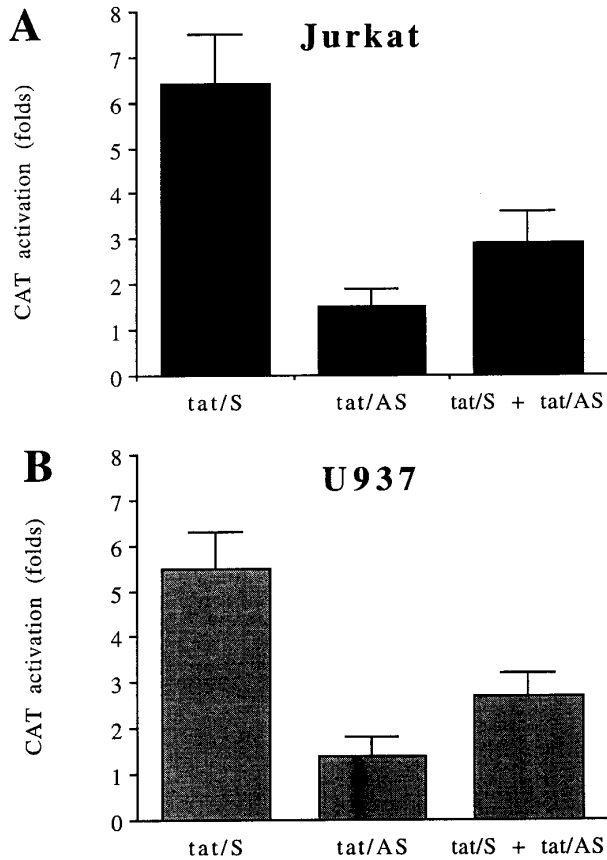 A
Jurkat
CAT activation (folds)
8
7
6
5
4
3
2
1
0
tat/S
tat/AS
tat/S + tat/AS
B
U937
CAT activation (folds)
8
7
6
5
4
3
2
1
0
tat/S
tat/AS
tat/S + tat/AS